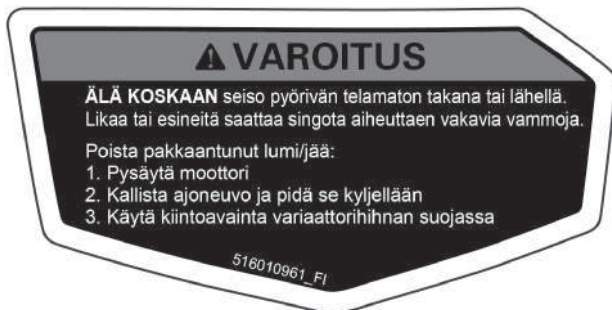 ⚠ VAROITUS
ÄLÄ KOSKAAN seiso pyörivän telamaton takana tai lähellä.
Likaa tai esineitä saattaa singota aiheuttaen vakavia vammoja.
Poista pakkaantunut lumi/jää:
1. Pysäytä moottori
2. Kallista ajoneuvo ja pidä se kyljellään
3. Käytä kiintoavainta variaattorihihnan suojassa
516010961_FI